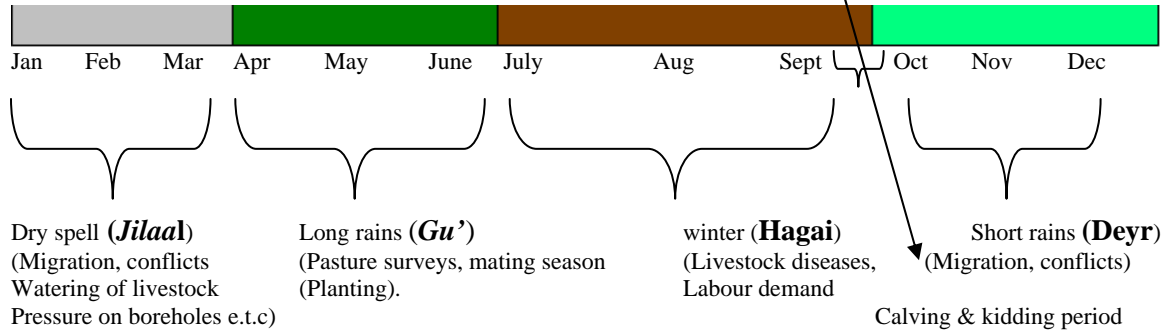 Jan Feb Mar Apr May June July Aug Sept Oct Nov Dec
Dry spell (Jilaal) Long rains (Gu’) winter (Hagai) Short rains (Deyr)
(Migration, conflicts (Pasture surveys, mating season (Livestock diseases, (Migration, conflicts)
Watering of livestock (Planting). Labour demand
Pressure on boreholes e.t.c) Calving & kidding period